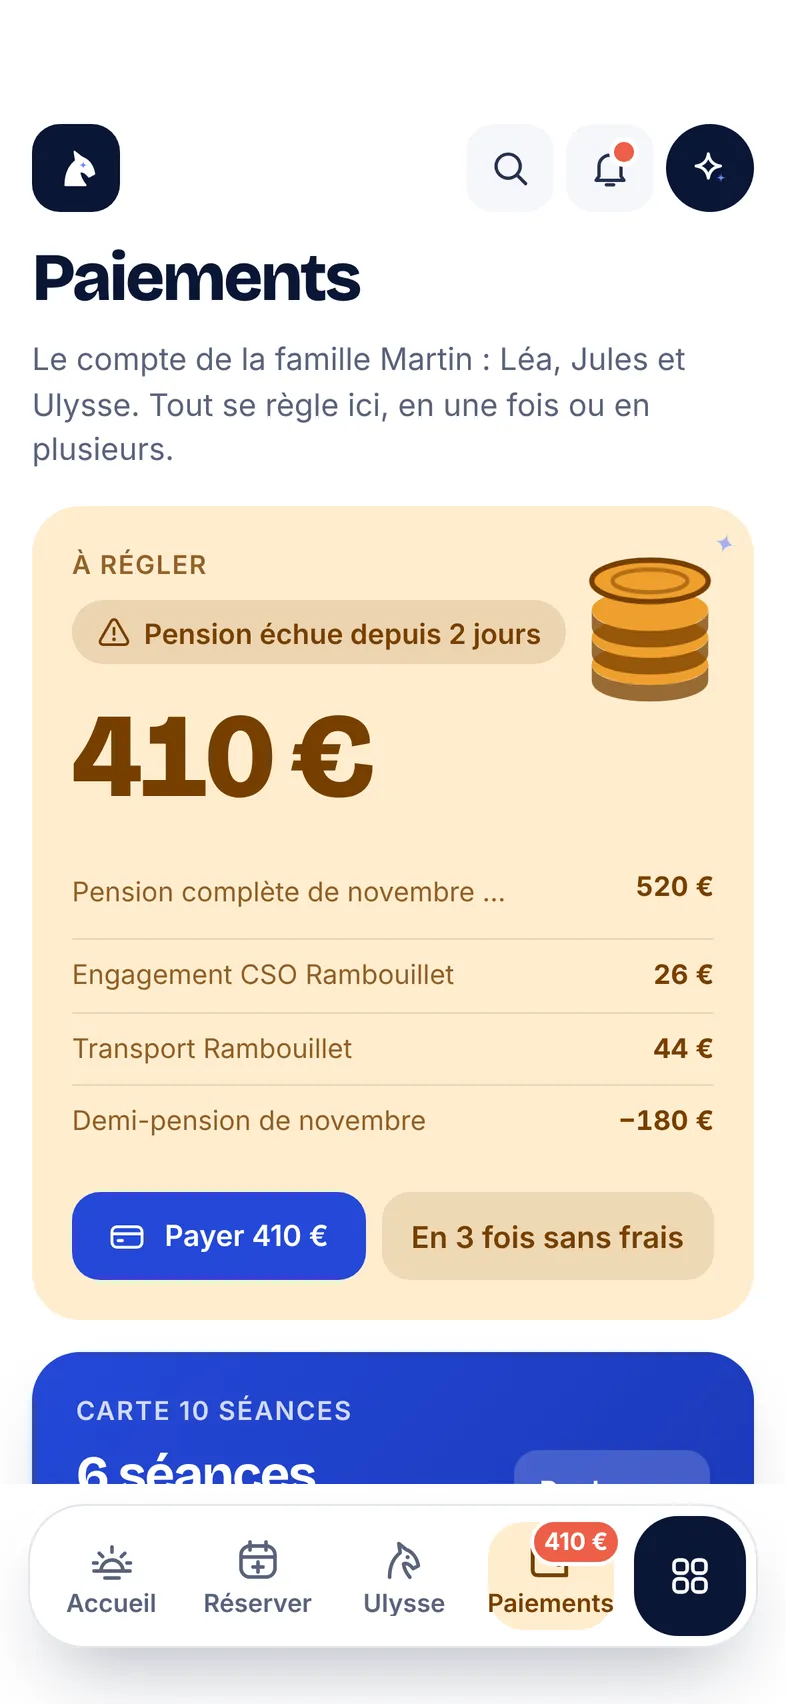 Paiements
Le compte de la famille Martin : Léa, Jules et
Ulysse. Tout se règle ici, en une fois ou en
plusieurs.
À RÉGLER
Pension échue depuis 2 jours
410 €
Pension complète de novembre ... 520 €
Engagement CSO Rambouillet 26 €
Transport Rambouillet 44 €
Demi-pension de novembre −180 €
Payer 410 € En 3 fois sans frais
CARTE 10 SÉANCES
6 séances
410 €
Accueil Réserver Ulysse Paiements